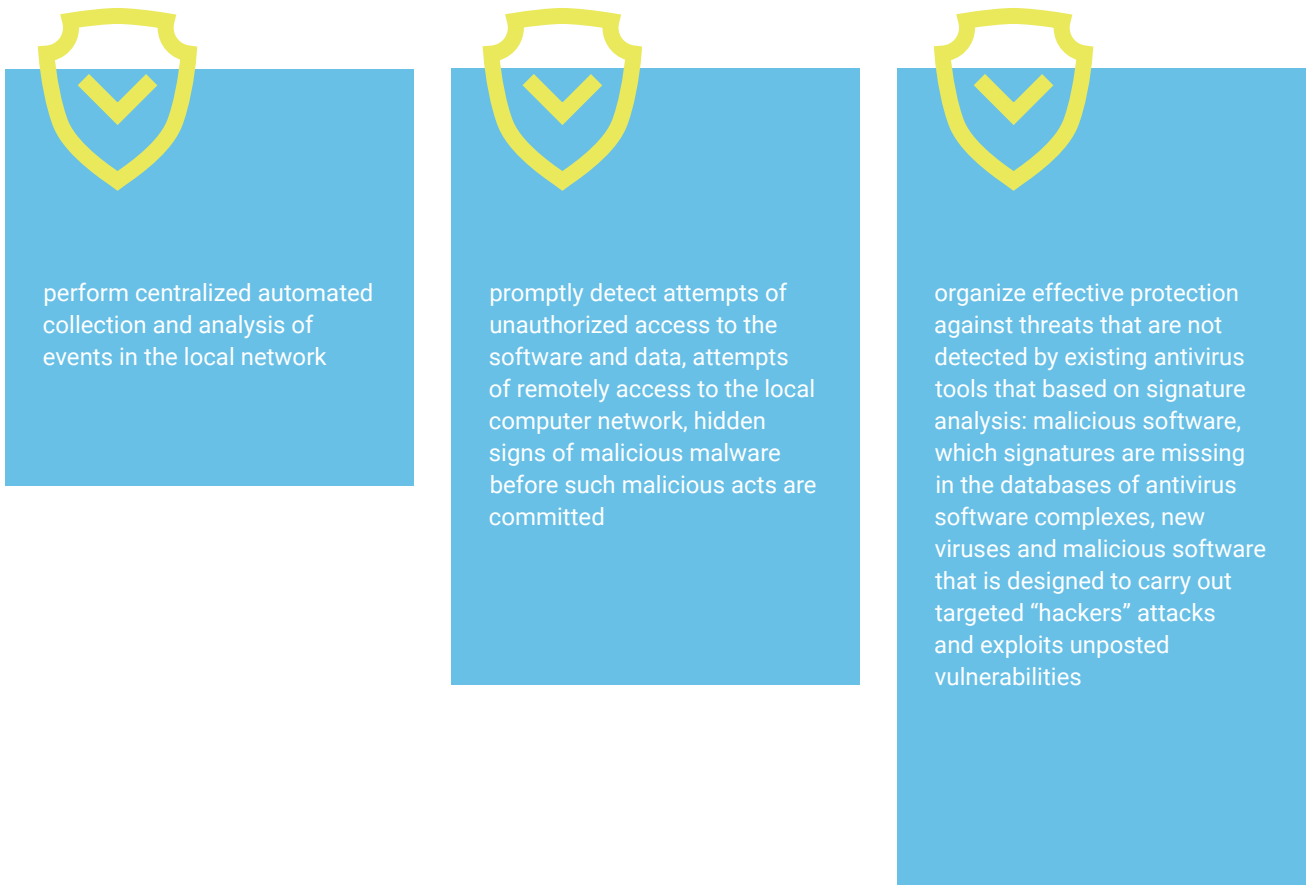 perform centralized automated
collection and analysis of
events in the local network
promptly detect attempts of
unauthorized access to the
software and data, attempts
of remotely access to the local
computer network, hidden
signs of malicious malware
before such malicious acts are
committed
organize effective protection
against threats that are not
detected by existing antivirus
tools that based on signature
analysis: malicious software,
which signatures are missing
in the databases of antivirus
software complexes, new
viruses and malicious software
that is designed to carry out
targeted “hackers” attacks
and exploits unposted
vulnerabilities